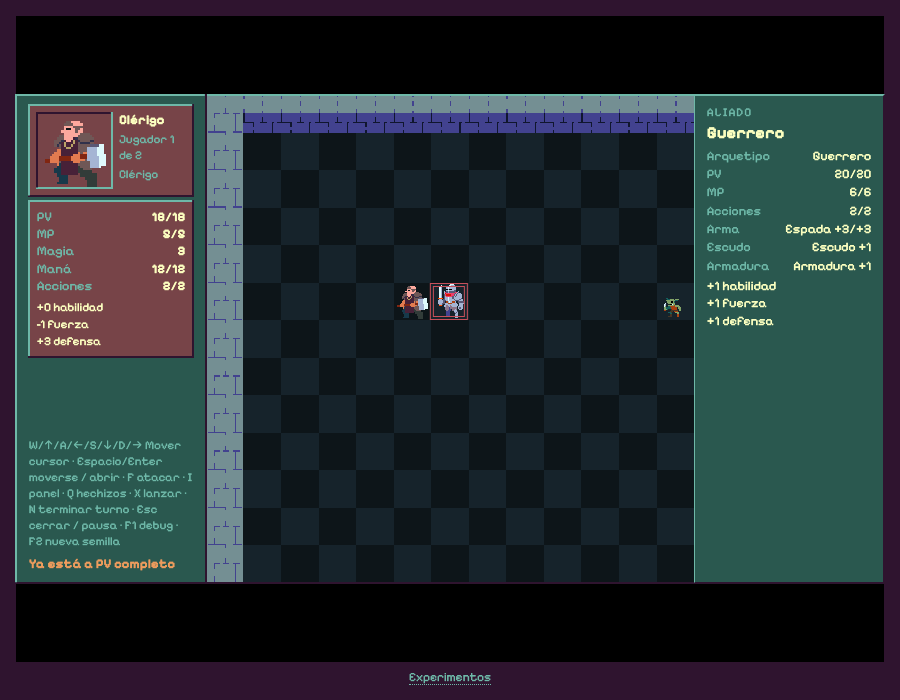 Clérigo
Jugador 1
de 2
Clérigo
PV 18/18
MP 5/5
Magia 3
Maná 18/18
Acciones 2/2
+0 habilidad
-1 fuerza
+3 defensa
W/↑/A/←/S/↓/D/→ Mover
cursor · Espacio/Enter
moverse / abrir · F atacar · I
panel · Q hechizos · X lanzar ·
N terminar turno · Esc
cerrar / pausa · F1 debug ·
F2 nueva semilla
Ya está a PV completo
ALIADO
Guerrero
Arquetipo Guerrero
PV 20/20
MP 6/6
Acciones 2/2
Arma Espada +3/+3
Escudo Escudo +1
Armadura Armadura +1
+1 habilidad
+1 fuerza
+1 defensa
Experimentos